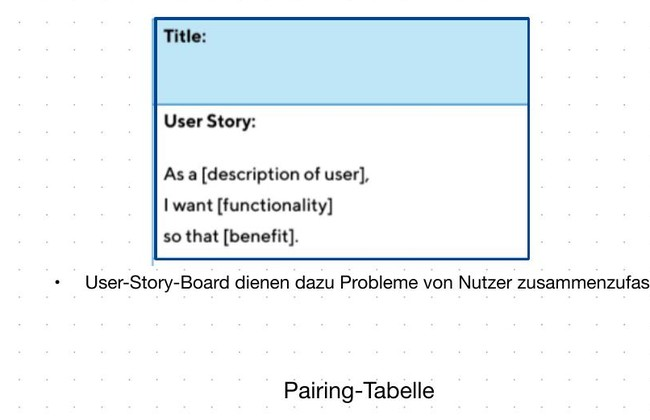 Title:
User Story:
As a [description of user],
I want [functionality]
so that [benefit].
• User-Story-Board dienen dazu Probleme von Nutzer zusammenzufas
Pairing-Tabelle